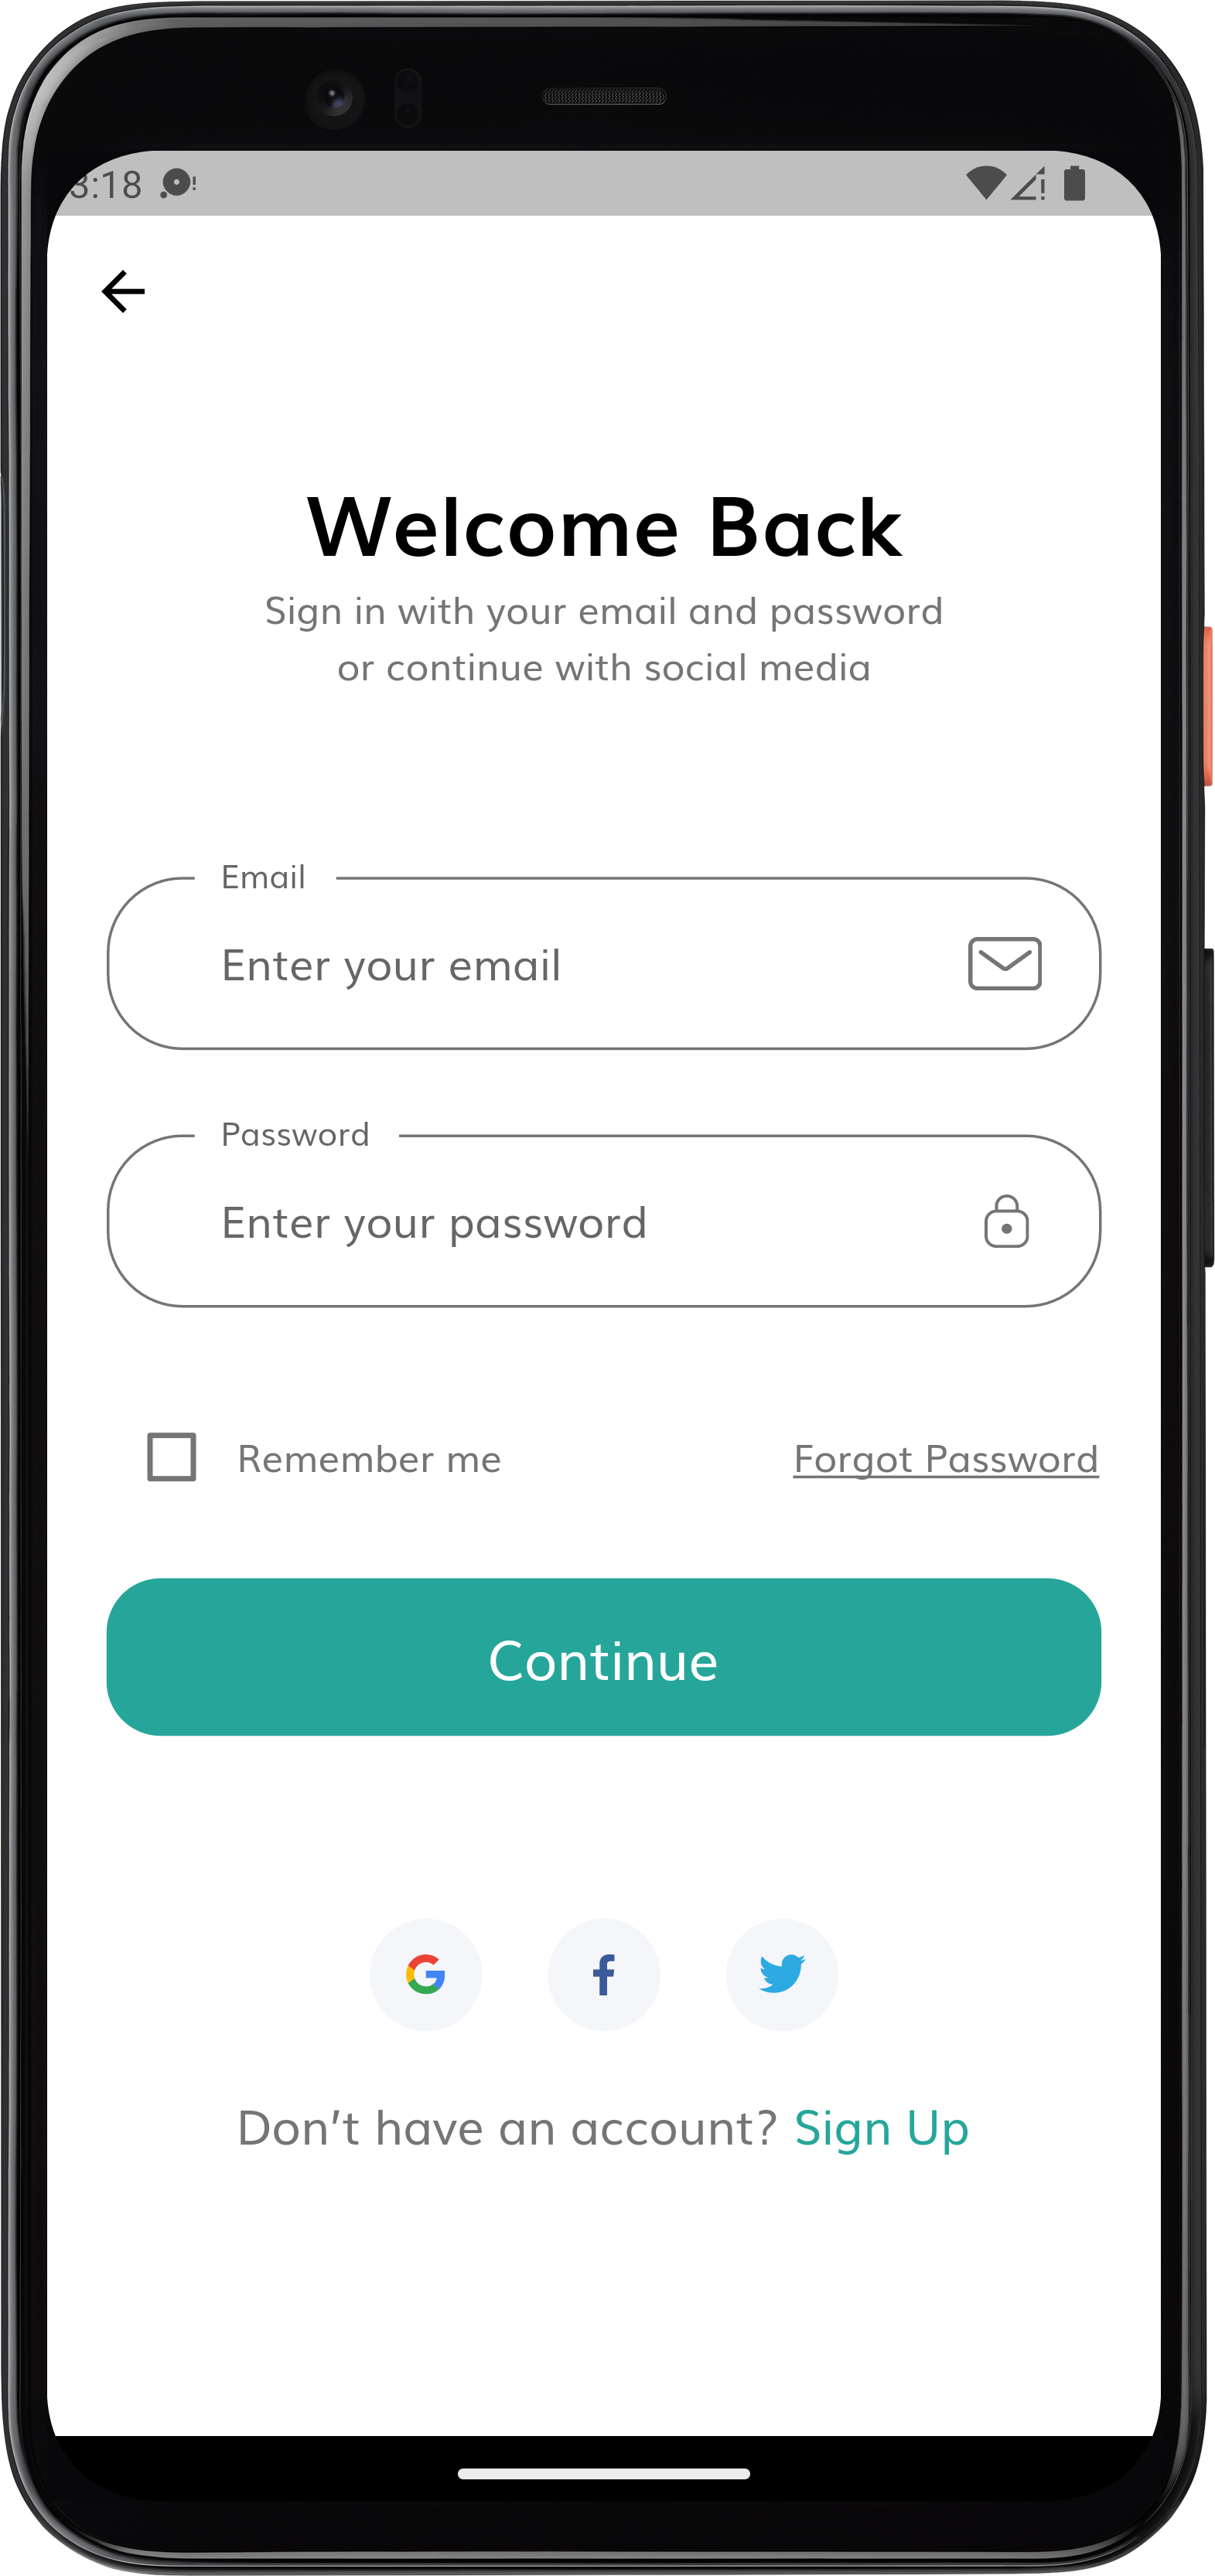 3:18
Welcome Back
Sign in with your email and password
or continue with social media
Email
Enter your email
Password
Enter your password
Remember me Forgot Password
Continue
Don't have an account? Sign Up